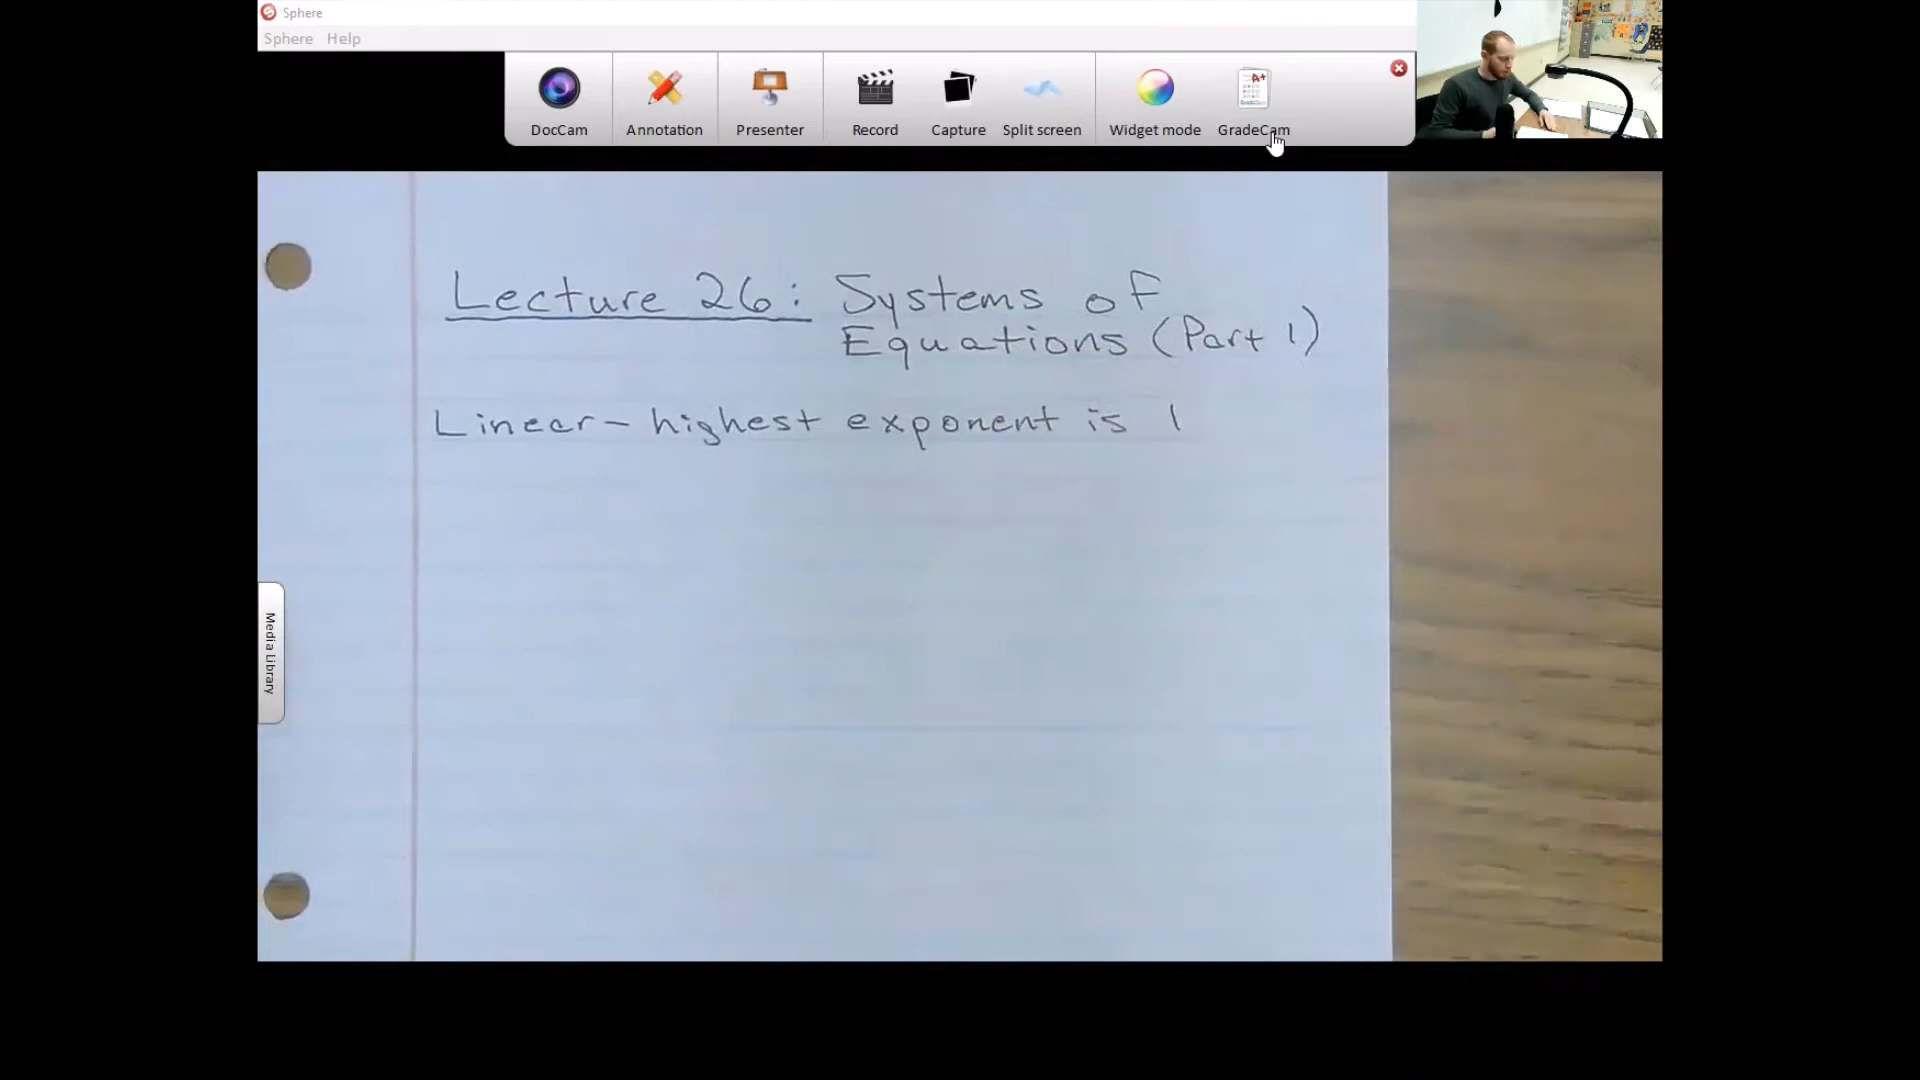 Sphere
Sphere Help
DocCam Annotation Presenter Record Capture Split screen Widget mode GradeCam
A+
Lecture 26: Systems of
Equations (Part 1)
Linear - highest exponent is 1
Media Library